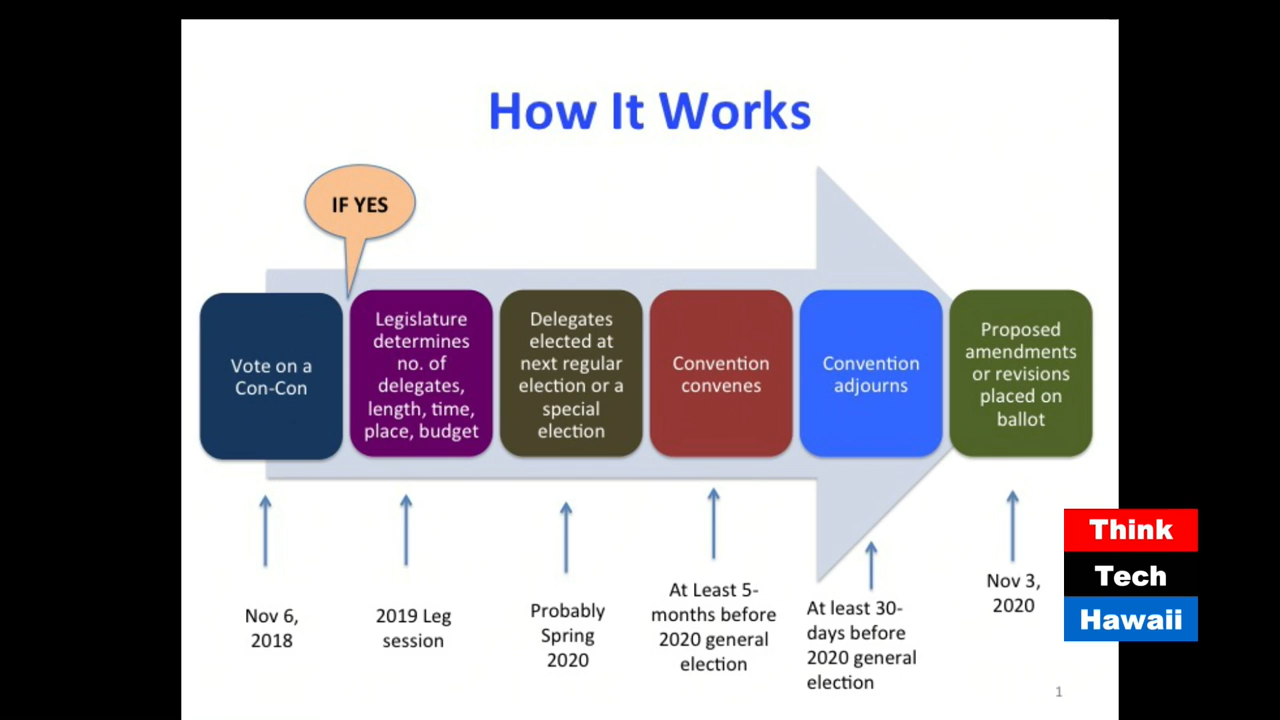 How It Works
IF YES
Vote on a
Con-Con
Legislature
determines
no. of
delegates,
length, time,
place, budget
Delegates
elected at
next regular
election or a
special
election
Convention
convenes
Convention
adjourns
Proposed
amendments
or revisions
placed on
ballot
Nov 6,
2018
2019 Leg
session
Probably
Spring
2020
At Least 5-
months before
2020 general
election
At least 30-
days before
2020 general
election
Nov 3,
2020
Think
Tech
Hawaii
1